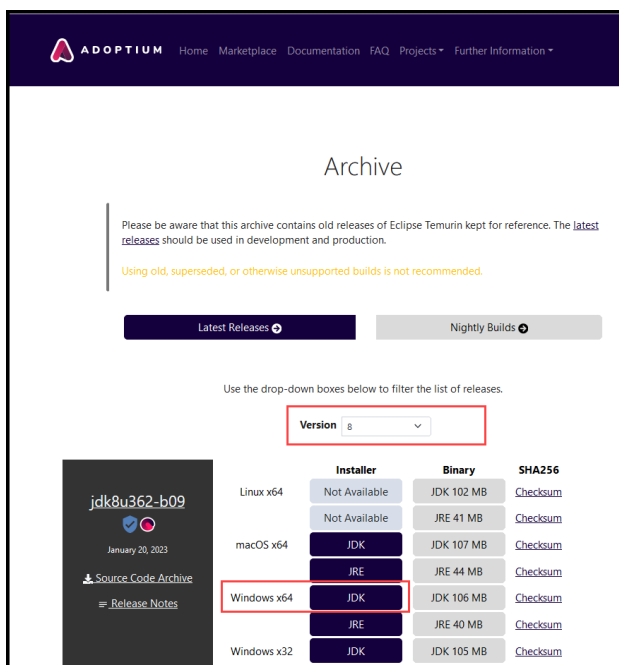 ADOPTIUM Home Marketplace Documentation FAQ Projects Further Information
Archive
Please be aware that this archive contains old releases of Eclipse Temurin kept for reference. The latest
releases should be used in development and production.
Using old, superseded, or otherwise unsupported builds is not recommended.
Latest Releases Nightly Builds
Use the drop-down boxes below to filter the list of releases.
Version 8
Installer Binary SHA256
jdk8u362-b09
January 20, 2023
Source Code Archive
Release Notes
Linux x64 Not Available JDK 102 MB Checksum
Not Available JRE 41 MB Checksum
macOS x64 JDK JDK 107 MB Checksum
JRE JRE 44 MB Checksum
Windows x64 JDK JDK 106 MB Checksum
JRE JRE 40 MB Checksum
Windows x32 JDK JDK 105 MB Checksum